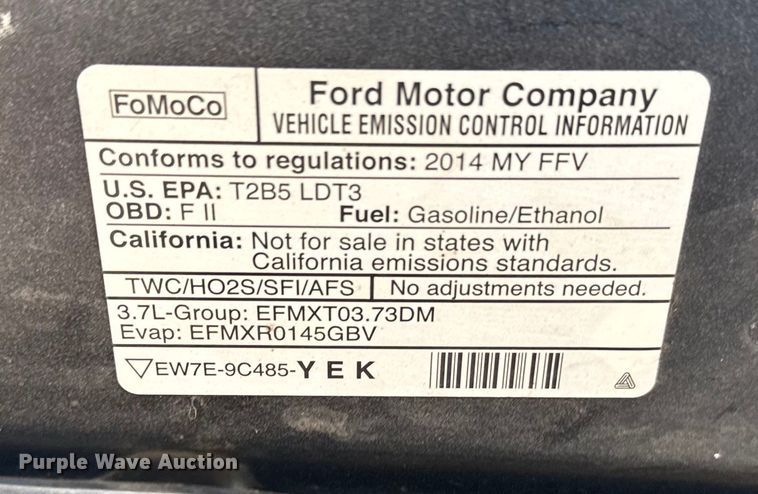 FoMoCo
Ford Motor Company
VEHICLE EMISSION CONTROL INFORMATION
Conforms to regulations: 2014 MY FFV
U.S. EPA: T2B5 LDT3
OBD: F II Fuel: Gasoline/Ethanol
California: Not for sale in states with
California emissions standards.
TWC/HO2S/SFI/AFS No adjustments needed.
3.7L-Group: EFMXT03.73DM
Evap: EFMXR0145GBV
EW7E-9C485-YEK
Purple Wave Auction